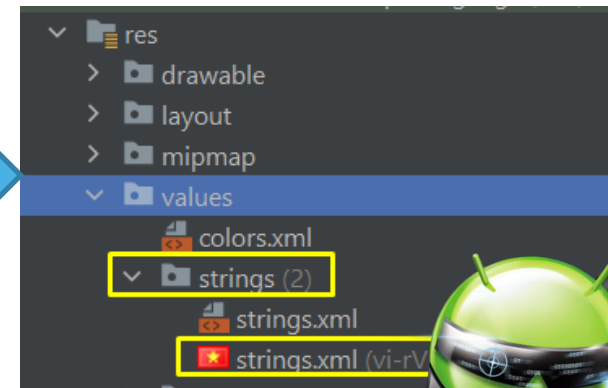 res
drawable
layout
mipmap
values
colors.xml
strings (2)
strings.xml
strings.xml (vi-rV